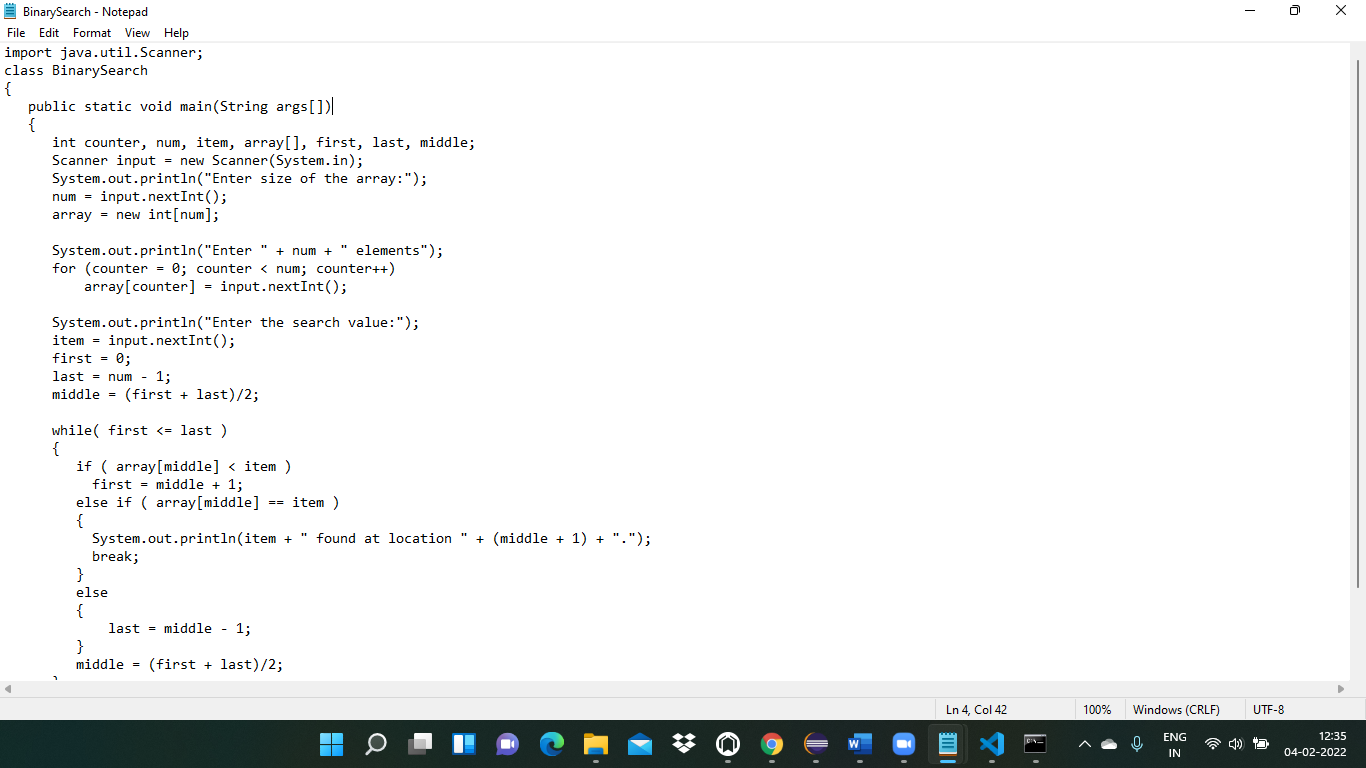 BinarySearch - Notepad
File Edit Format View Help
import java.util.Scanner;
class BinarySearch
{
   public static void main(String args[])
   {
      int counter, num, item, array[], first, last, middle;
      Scanner input = new Scanner(System.in);
      System.out.println("Enter size of the array:");
      num = input.nextInt();
      array = new int[num];

      System.out.println("Enter " + num + " elements");
      for (counter = 0; counter < num; counter++)
          array[counter] = input.nextInt();

      System.out.println("Enter the search value:");
      item = input.nextInt();
      first = 0;
      last = num - 1;
      middle = (first + last)/2;

      while( first <= last )
      {
         if ( array[middle] < item )
           first = middle + 1;
         else if ( array[middle] == item )
         {
           System.out.println(item + " found at location " + (middle + 1) + ".");
           break;
         }
         else
         {
             last = middle - 1;
         }
         middle = (first + last)/2;
Ln 4, Col 42 100% Windows (CRLF) UTF-8
ENG 12:35
IN 04-02-2022